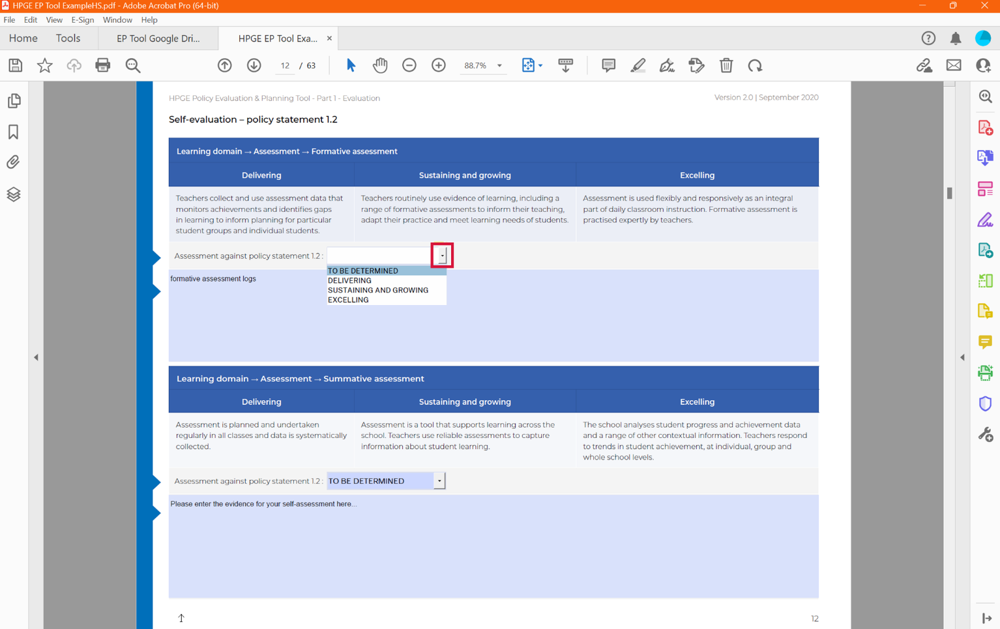 HPGE EP Tool ExampleHS.pdf - Adobe Acrobat Pro (64-bit)
File Edit View E-Sign Window Help
Home Tools EP Tool Google Dri... HPGE EP Tool Exa... ×
12 / 63 88.7%
HPGE Policy Evaluation & Planning Tool - Part 1 - Evaluation
Version 2.0 | September 2020
Self-evaluation – policy statement 1.2
Learning domain → Assessment → Formative assessment
Delivering Sustaining and growing Excelling
Teachers collect and use assessment data that
monitors achievements and identifies gaps
in learning to inform planning for particular
student groups and individual students.
Teachers routinely use evidence of learning, including a
range of formative assessments to inform their teaching,
adapt their practice and meet learning needs of students.
Assessment is used flexibly and responsively as an integral
part of daily classroom instruction. Formative assessment is
practised expertly by teachers.
Assessment against policy statement 1.2 :
TO BE DETERMINED
DELIVERING
SUSTAINING AND GROWING
EXCELLING
formative assessment logs
Learning domain → Assessment → Summative assessment
Delivering Sustaining and growing Excelling
Assessment is planned and undertaken
regularly in all classes and data is systematically
collected.
Assessment is a tool that supports learning across the
school. Teachers use reliable assessments to capture
information about student learning.
The school analyses student progress and achievement data
and a range of other contextual information. Teachers respond
to trends in student achievement, at individual, group and
whole school levels.
Assessment against policy statement 1.2 : TO BE DETERMINED
Please enter the evidence for your self-assessment here...
12